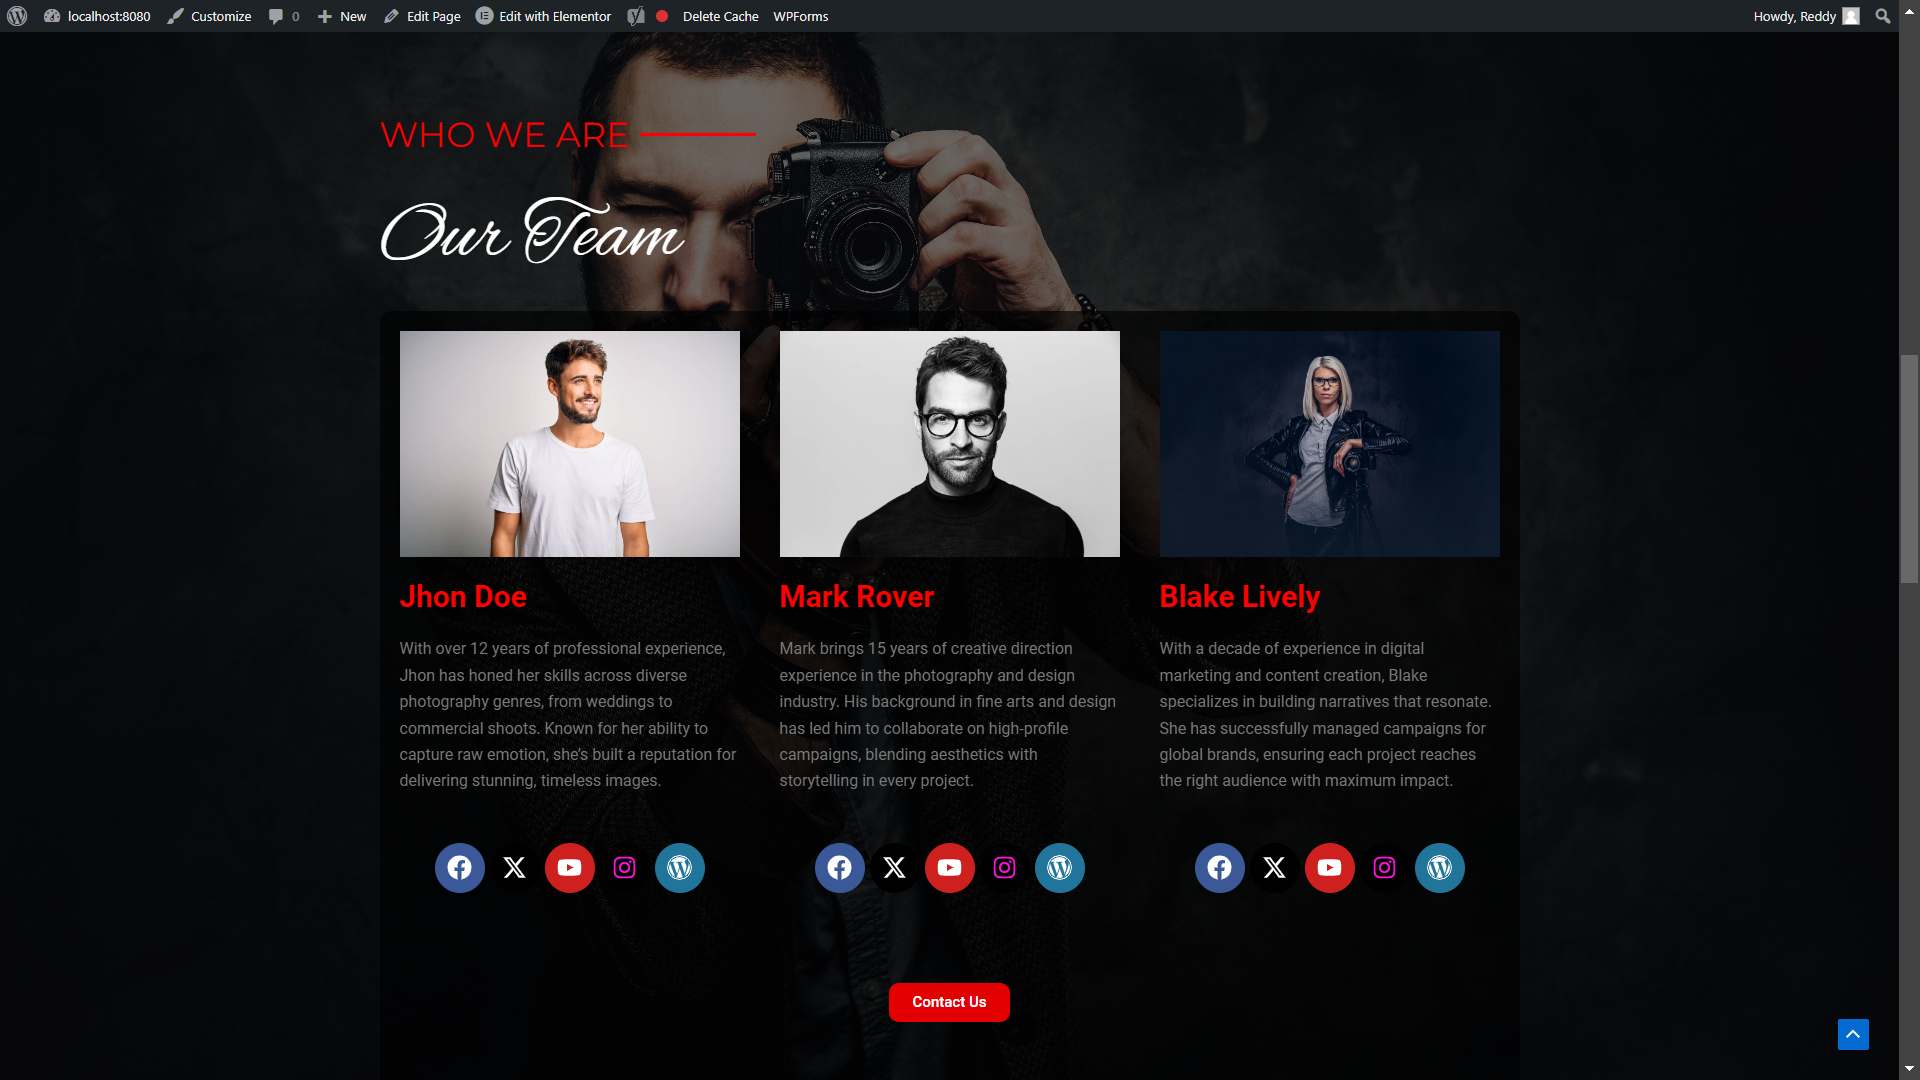 localhost:8080 Customize 0 New Edit Page Edit with Elementor Delete Cache WPForms Howdy, Reddy
WHO WE ARE
Our Team
Jhon Doe
With over 12 years of professional experience,
Jhon has honed her skills across diverse
photography genres, from weddings to
commercial shoots. Known for her ability to
capture raw emotion, she's built a reputation for
delivering stunning, timeless images.
Mark Rover
Mark brings 15 years of creative direction
experience in the photography and design
industry. His background in fine arts and design
has led him to collaborate on high-profile
campaigns, blending aesthetics with
storytelling in every project.
Blake Lively
With a decade of experience in digital
marketing and content creation, Blake
specializes in building narratives that resonate.
She has successfully managed campaigns for
global brands, ensuring each project reaches
the right audience with maximum impact.
Contact Us